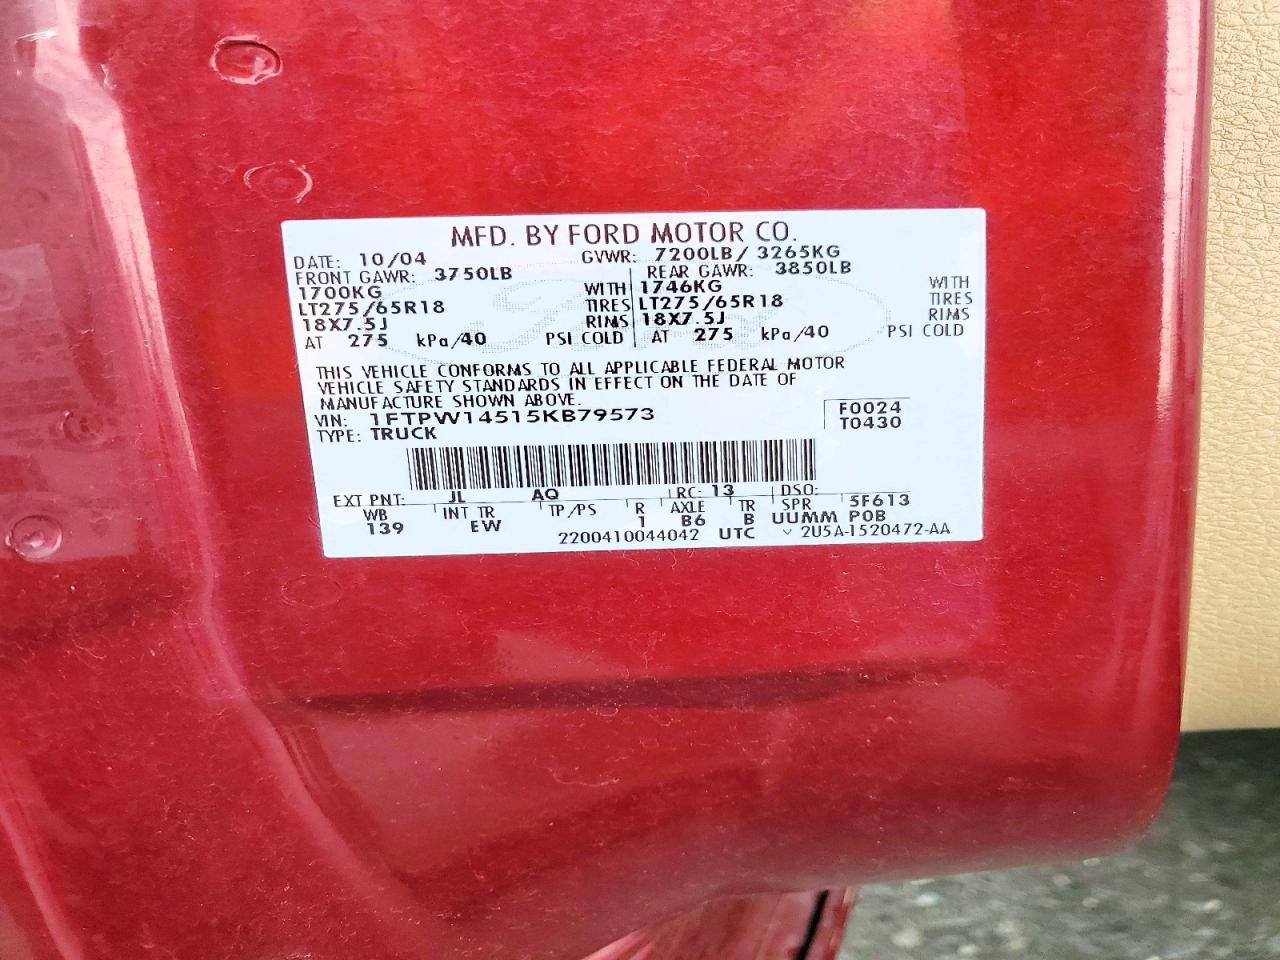 MFD. BY FORD MOTOR CO.
DATE: 10/04 GVWR: 7200LB/ 3265KG
FRONT GAWR: 3750LB REAR GAWR: 3850LB
1700KG WITH 1746KG WITH
LT275/65R18 TIRES LT275/65R18 TIRES
18X7.5J RIMS 18X7.5J RIMS
AT 275 kPa/40 PSI COLD AT 275 kPa/40 PSI COLD
THIS VEHICLE CONFORMS TO ALL APPLICABLE FEDERAL MOTOR
VEHICLE SAFETY STANDARDS IN EFFECT ON THE DATE OF
MANUFACTURE SHOWN ABOVE.
VIN: 1FTPW14515KB79573 F0024
TYPE: TRUCK T0430
EXT PNT: JL AQ RC: 13 DSO:
WB INT TR TP/PS R AXLE TR SPR 5F613
139 EW 1 B6 B UUMM POB
2200410044042 UTC 2U5A-1520472-AA